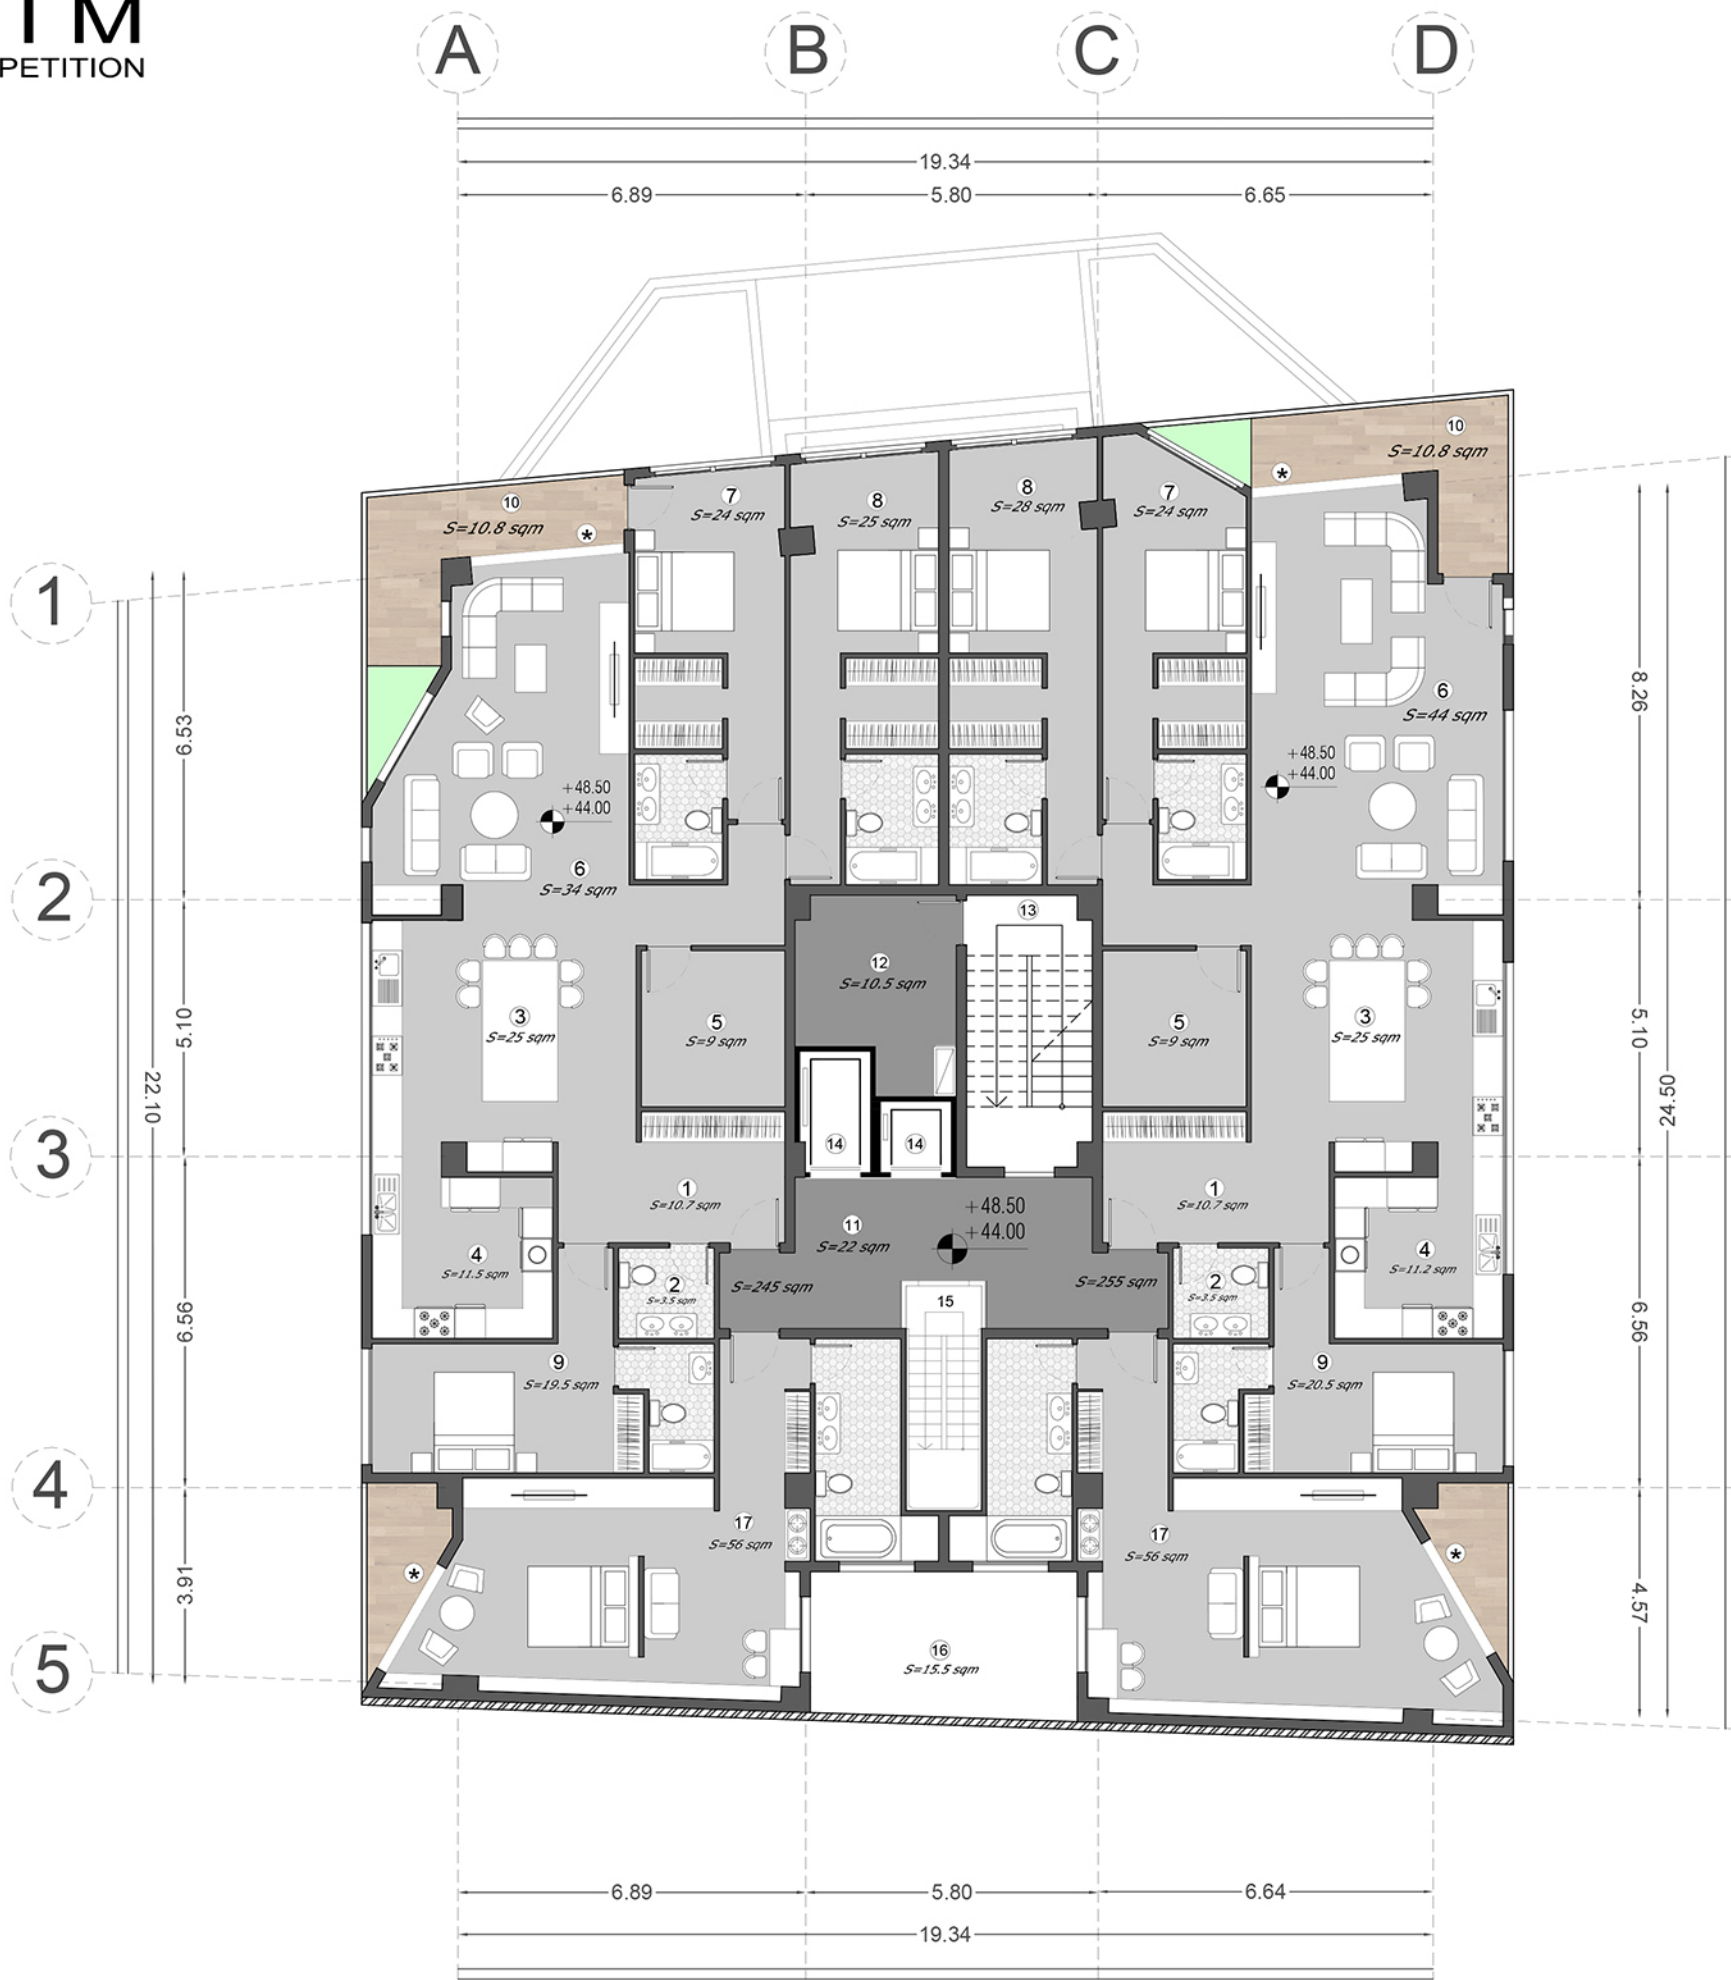 T M
PETITION
A B C D
19.34
6.89 5.80 6.65
10
S=10.8 sqm
*
10
S=10.8 sqm
*
7
S=24 sqm
8
S=25 sqm
8
S=28 sqm
7
S=24 sqm
1
6.53
8.26
6
S=44 sqm
+48.50
+44.00
+48.50
+44.00
6
S=34 sqm
2
13
12
S=10.5 sqm
3
S=25 sqm
5
S=9 sqm
5
S=9 sqm
3
S=25 sqm
5.10
5.10
22.10
24.50
14
14
3
1
S=10.7 sqm
1
S=10.7 sqm
11
S=22 sqm
+48.50
+44.00
4
S=11.5 sqm
4
S=11.2 sqm
2
S=3.5 sqm
2
S=3.5 sqm
S=245 sqm
S=255 sqm
15
6.56
6.56
9
S=19.5 sqm
9
S=20.5 sqm
4
17
S=56 sqm
17
S=56 sqm
*
*
3.91
4.57
16
S=15.5 sqm
5
6.89 5.80 6.64
19.34